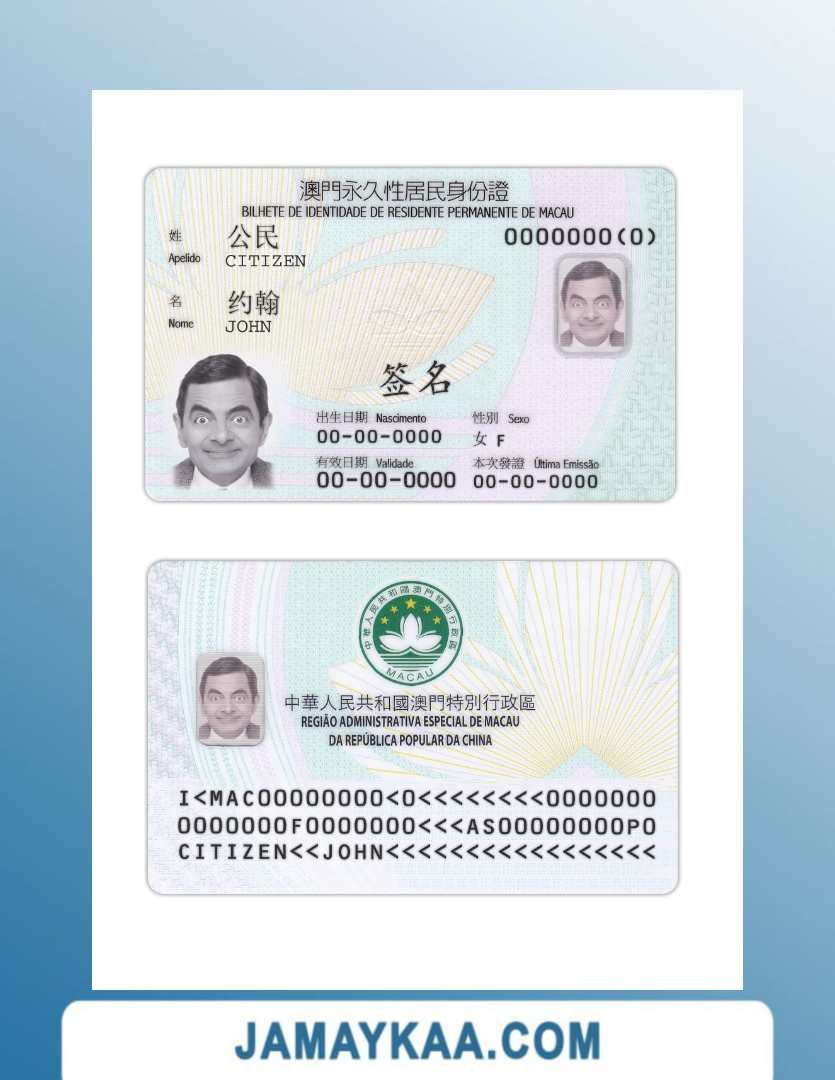 澳門永久性居民身份證
BILHETE DE IDENTIDADE DE RESIDENTE PERMANENTE DE MACAU
0000000(0)
姓 公民
Apelido CITIZEN
名 约翰
Nome JOHN
签名
出生日期 Nascimento 性別 Sexo
00-00-0000 女 F
有效日期 Validade 本次發證 Última Emissão
00-00-0000 00-00-0000
中華人民共和國澳門特別行政區
MACAU
中華人民共和國澳門特別行政區
REGIÃO ADMINISTRATIVA ESPECIAL DE MACAU
DA REPÚBLICA POPULAR DA CHINA
I<MAC00000000<0<<<<<<<<0000000
0000000F0000000<<<AS00000000P0
CITIZEN<<JOHN<<<<<<<<<<<<<<<<<
JAMAYKAA.COM